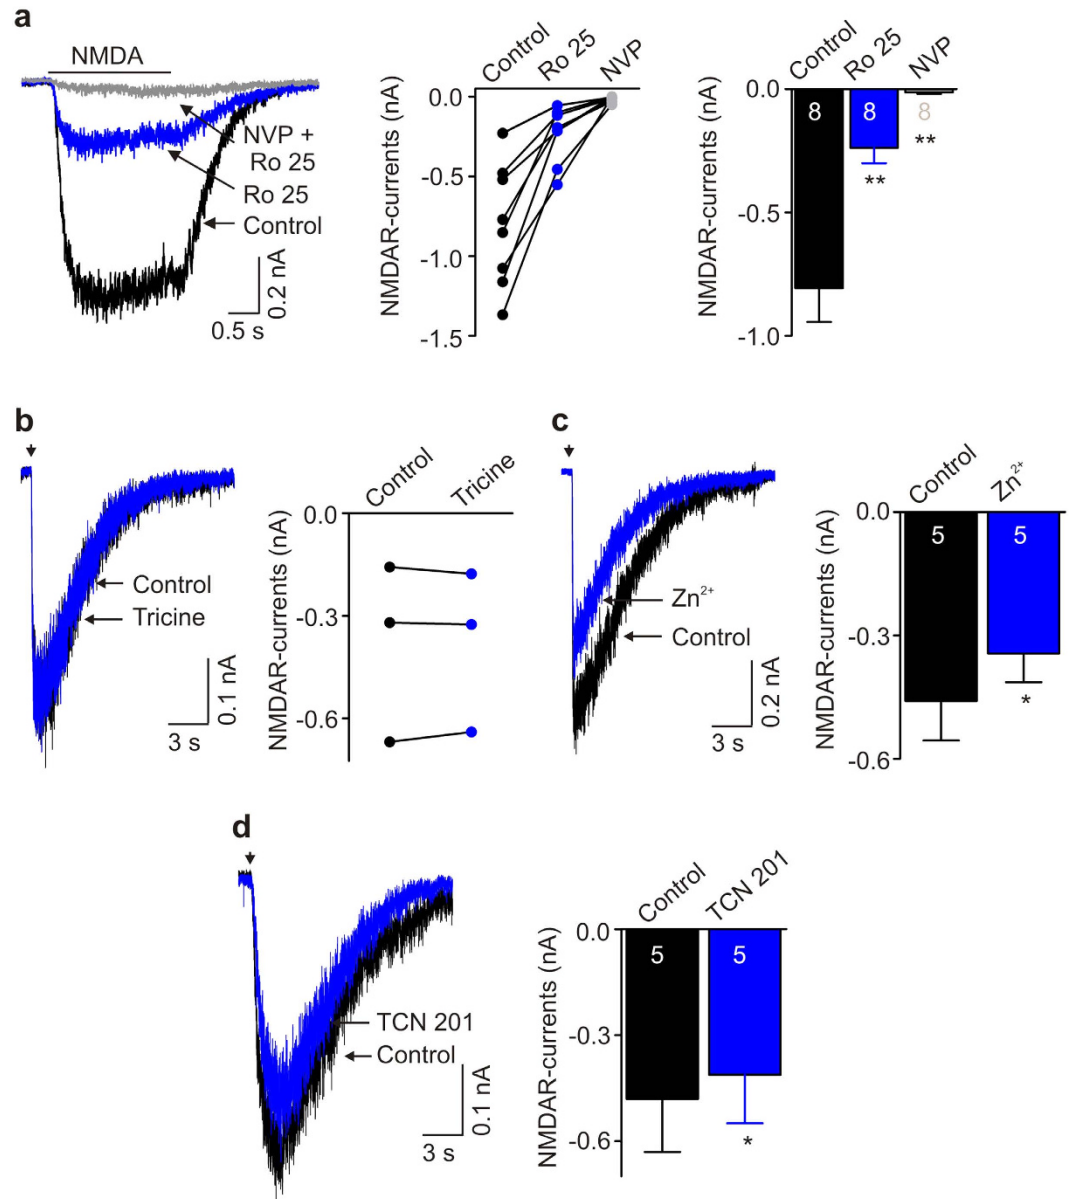 a
NMDA
NVP +
Ro 25
Ro 25
Control
0.2 nA
0.5 s
Control
Ro 25
NVP
NMDAR-currents (nA)
0.0
-0.5
-1.0
-1.5
Control
Ro 25
NVP
NMDAR-currents (nA)
0.0
-0.5
-1.0
8
8
8
**
**
b
Control
Tricine
0.1 nA
3 s
Control
Tricine
NMDAR-currents (nA)
0.0
-0.3
-0.6
c
Zn²⁺
Control
0.2 nA
3 s
Control
Zn²⁺
NMDAR-currents (nA)
0.0
-0.3
-0.6
5
5
*
d
TCN 201
Control
0.1 nA
3 s
Control
TCN 201
NMDAR-currents (nA)
0.0
-0.3
-0.6
5
5
*